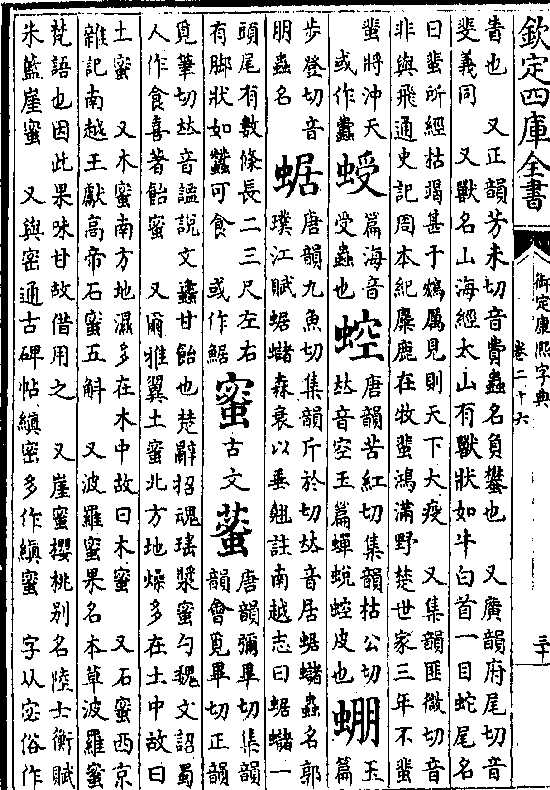 欽定四庫全書
御定康熙字典
卷二十六
三十
蜚也 又正韻芳未切音費蟲名負蠜也 又廣韻府尾切音
斐義同 又獸名山海經太山有獸狀如牛白首一目蛇尾名
曰蜚所經枯竭甚于鴆厲見則天下大疫 又集韻匪微切音
非與飛通史記周本紀麋鹿在牧蜚鴻滿野楚世家三年不蜚
蜚將沖天 䖼篇海音 蜙唐韻苦紅切集韻枯公切 玉
或作䨾 受蟲也 𠀤音空玉篇蟬蛻蜙皮也 蟛篇
步登切音 蜛唐韻九魚切集韻斤於切𠀤音居蜛蠩蟲名郭
朋蟲名 璞江賦蜛蠩森衰以垂翹註南越志曰蜛蠩一
頭尾有數條長二三尺左右 蜜古文𧖅 唐韻彌畢切集韻
有脚狀如蠶可食 或作䱟 韻會覓畢切正韻
覓筆切𠀤音謐說文蠭甘飴也楚辭招魂瑤漿蜜勺魏文詔蜀
人作食喜著飴蜜 又爾雅翼土蜜北方地燥多在土中故曰
土蜜 又木蜜南方地濕多在木中故曰木蜜 又石蜜西京
雜記南越王獻高帝石蜜五斛 又波羅蜜果名本草波羅蜜
梵語也因此果味甘故借用之 又崖蜜櫻桃别名陸士衡賦
朱藍崖蜜 又與密通古碑帖縝密多作縝蜜 字从宓俗作